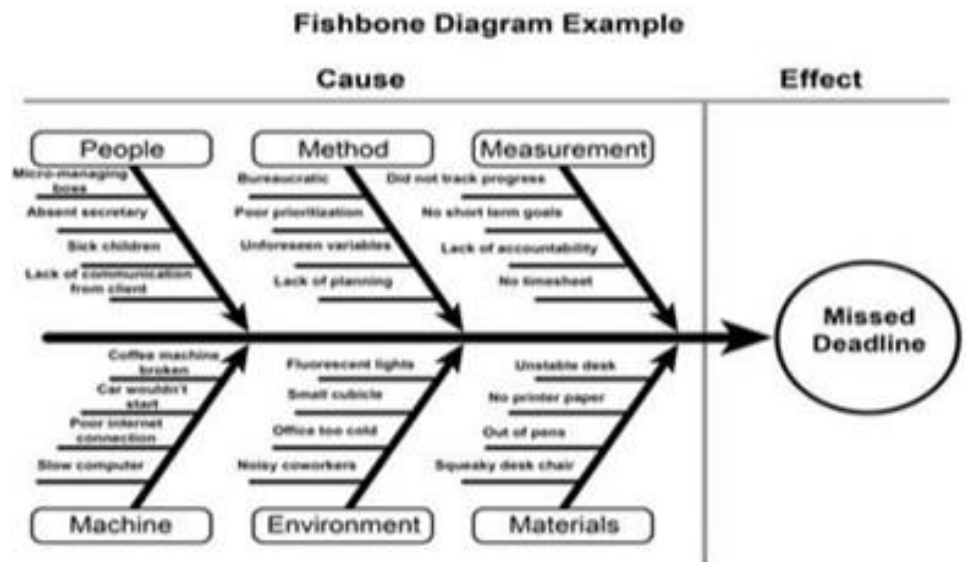 Fishbone Diagram Example
Cause
Effect
People
Method
Measurement
Micro-managing
boss
Absent secretary
Sick children
Lack of communication
from client
Bureaucratic
Poor prioritization
Unforeseen variables
Lack of planning
Did not track progress
No short term goals
Lack of accountability
No timesheet
Missed
Deadline
Coffee machine
broken
Car wouldn't
start
Poor internet
connection
Slow computer
Fluorescent lights
Small cubicle
Office too cold
Noisy coworkers
Unstable desk
No printer paper
Out of pens
Squeaky desk chair
Machine
Environment
Materials